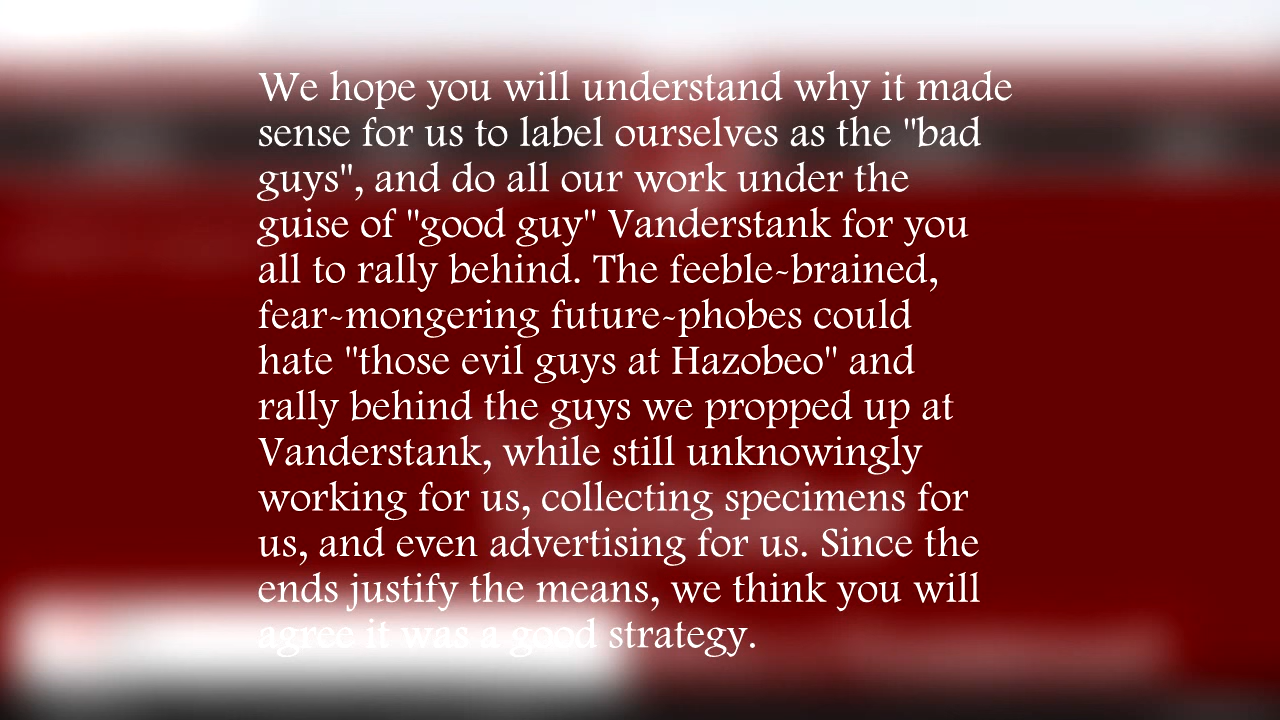 We hope you will understand why it made
sense for us to label ourselves as the "bad
guys", and do all our work under the
guise of "good guy" Vanderstank for you
all to rally behind. The feeble-brained,
fear-mongering future-phobes could
hate "those evil guys at Hazobeo" and
rally behind the guys we propped up at
Vanderstank, while still unknowingly
working for us, collecting specimens for
us, and even advertising for us. Since the
ends justify the means, we think you will
agree it was a good strategy.